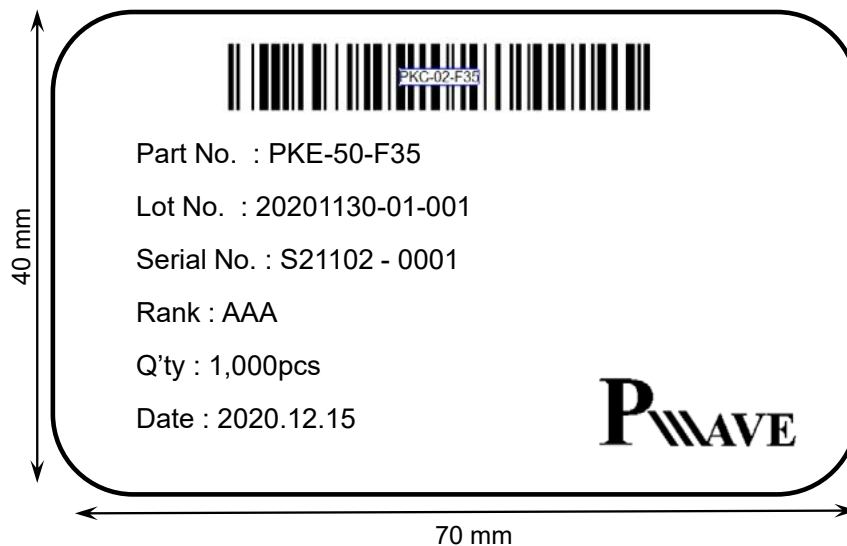 PKC-02-F35
Part No. : PKE-50-F35
Lot No. : 20201130-01-001
Serial No. : S21102 - 0001
Rank : AAA
Q’ty : 1,000pcs
Date : 2020.12.15
PWAVE
40 mm
70 mm